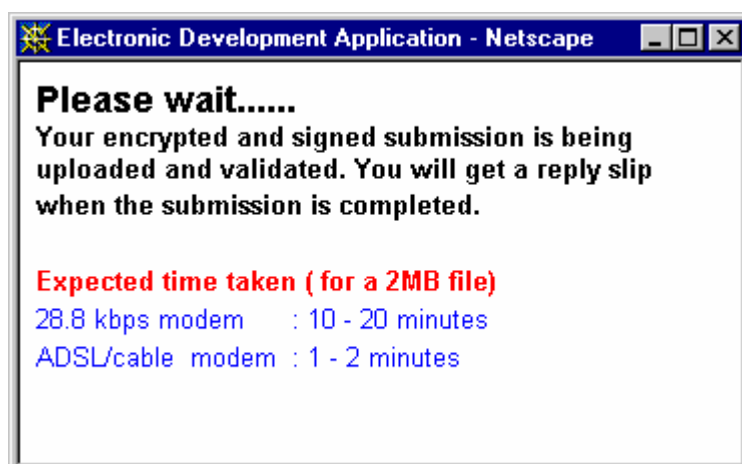 Electronic Development Application - Netscape
Please wait......
Your encrypted and signed submission is being
uploaded and validated. You will get a reply slip
when the submission is completed.
Expected time taken ( for a 2MB file)
28.8 kbps modem : 10 - 20 minutes
ADSL/cable modem : 1 - 2 minutes